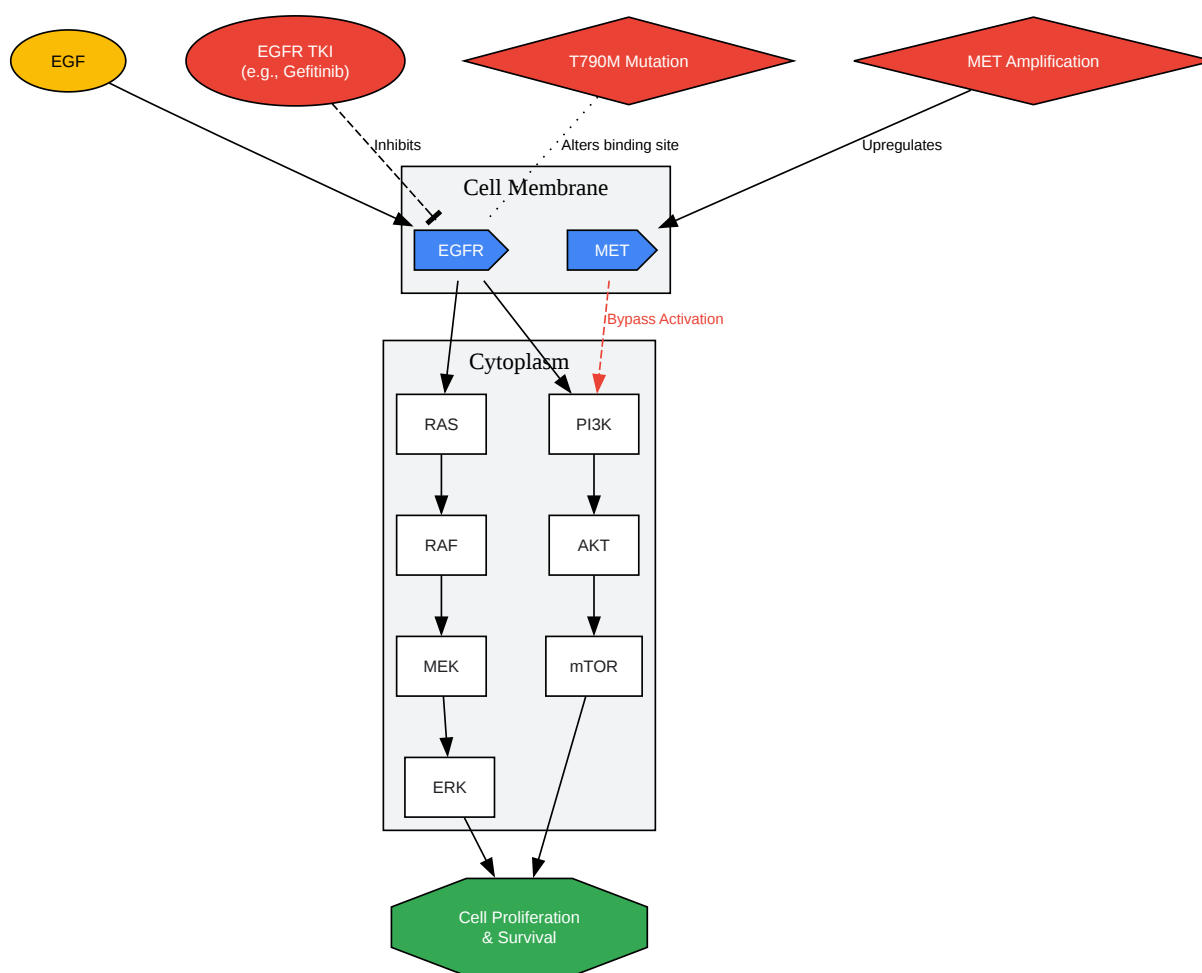 EGF
EGFR TKI
(e.g., Gefitinib)
T790M Mutation
MET Amplification
Inhibits
Alters binding site
Upregulates
Cell Membrane
EGFR
MET
Bypass Activation
Cytoplasm
RAS
PI3K
RAF
AKT
MEK
mTOR
ERK
Cell Proliferation
& Survival